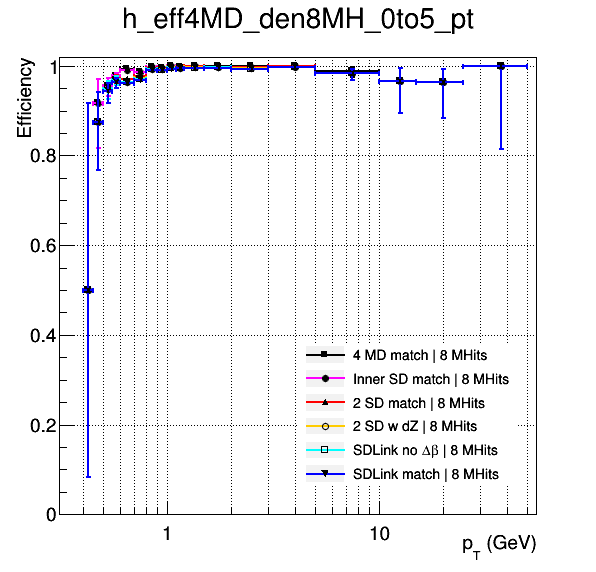 h_eff4MD_den8MH_0to5_pt
Efficiency
1
0.8
0.6
0.4
0.2
0
4 MD match | 8 MHits
Inner SD match | 8 MHits
2 SD match | 8 MHits
2 SD w dZ | 8 MHits
SDLink no Δβ | 8 MHits
SDLink match | 8 MHits
1
10
p_T (GeV)